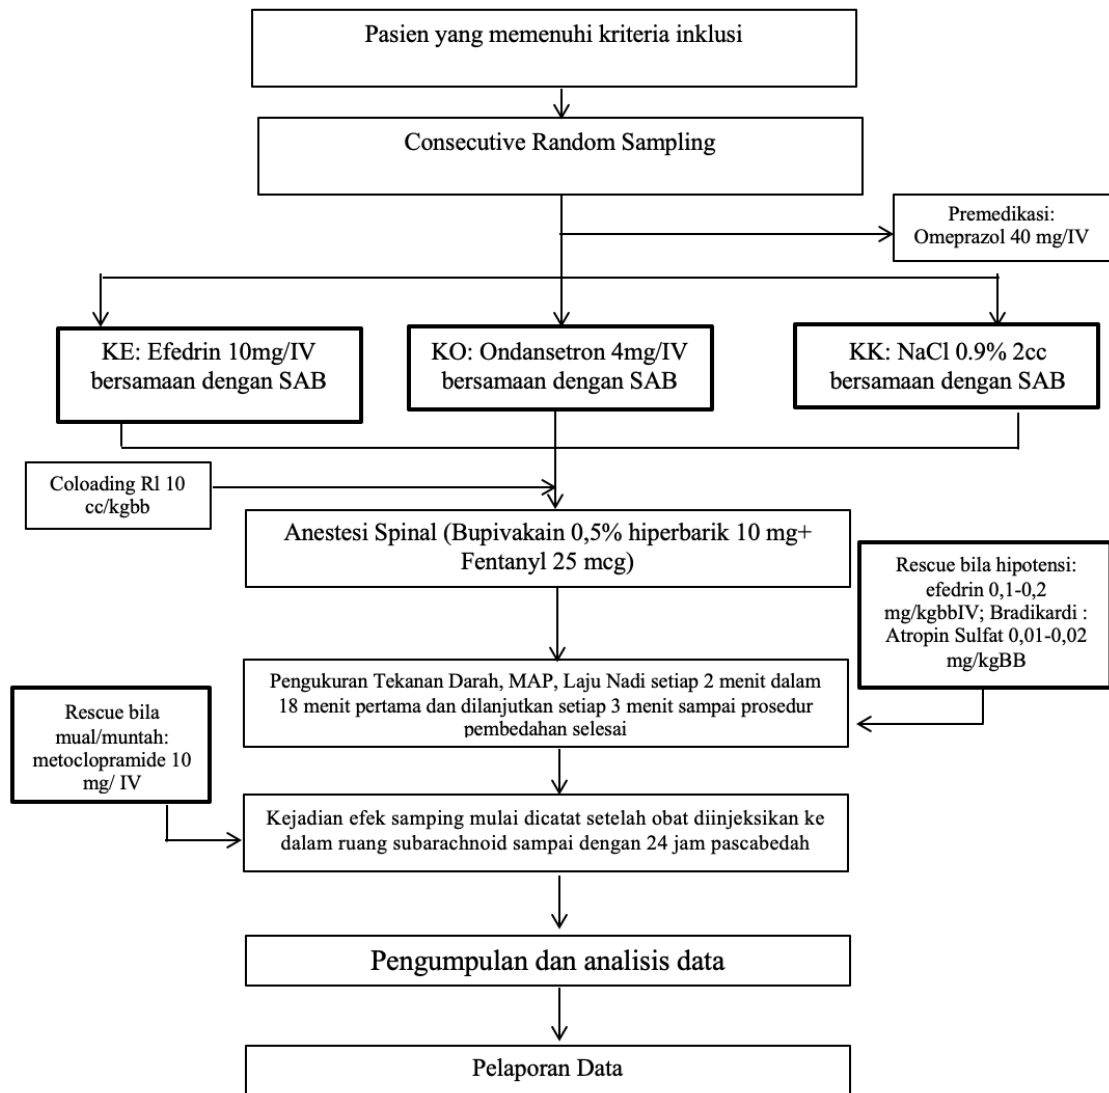 Pasien yang memenuhi kriteria inklusi
Consecutive Random Sampling
Premedikasi:
Omeprazol 40 mg/IV
KE: Efedrin 10mg/IV
bersamaan dengan SAB
KO: Ondansetron 4mg/IV
bersamaan dengan SAB
KK: NaCl 0.9% 2cc
bersamaan dengan SAB
Coloading Rl 10
cc/kgbb
Anestesi Spinal (Bupivakain 0,5% hiperbarik 10 mg+
Fentanyl 25 mcg)
Rescue bila hipotensi:
efedrin 0,1-0,2
mg/kgbbIV; Bradikardi :
Atropin Sulfat 0,01-0,02
mg/kgBB
Pengukuran Tekanan Darah, MAP, Laju Nadi setiap 2 menit dalam
18 menit pertama dan dilanjutkan setiap 3 menit sampai prosedur
pembedahan selesai
Rescue bila
mual/muntah:
metoclopramide 10
mg/ IV
Kejadian efek samping mulai dicatat setelah obat diinjeksikan ke
dalam ruang subarachnoid sampai dengan 24 jam pascabedah
Pengumpulan dan analisis data
Pelaporan Data